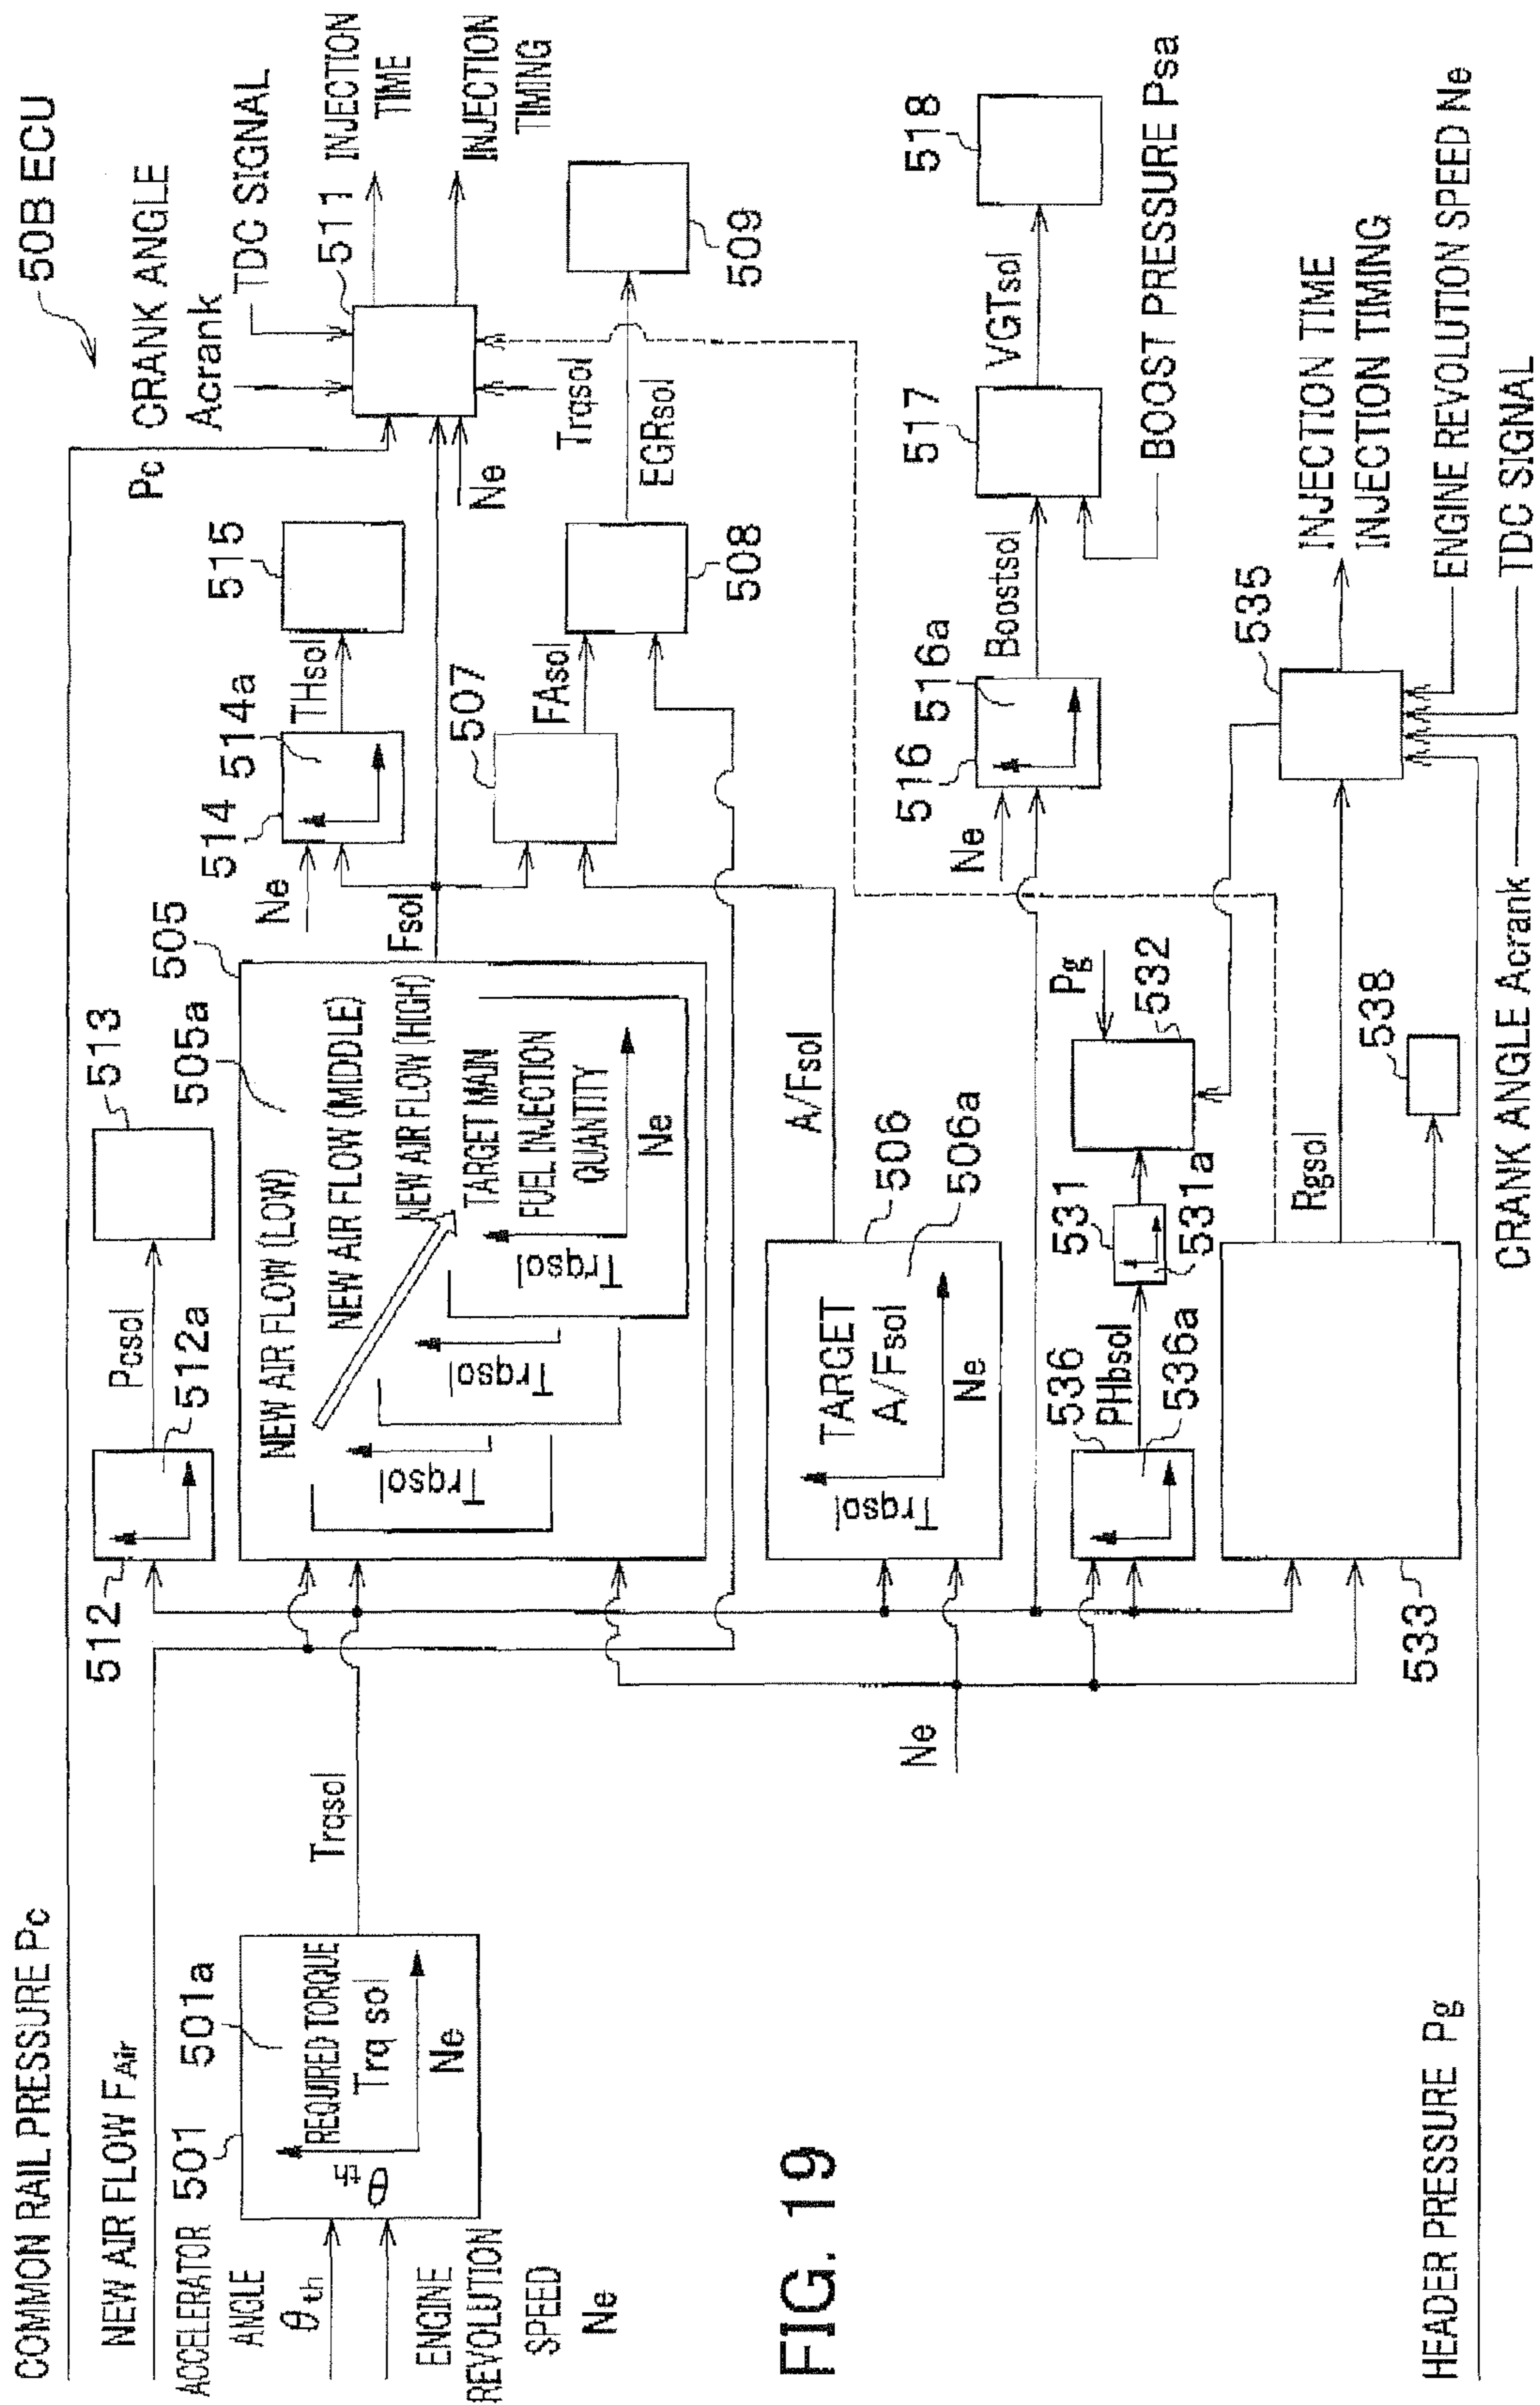 50B ECU
COMMON RAIL PRESSURE Pc
NEW AIR FLOW FAir
ACCELERATOR
ANGLE
θth
ENGINE
REVOLUTION
SPEED
Ne
501
501a
REQUIRED TORQUE
Trq sol
θth
Ne
Trqsol
512
512a
Pcsol
513
505
505a
NEW AIR FLOW (LOW)
NEW AIR FLOW (MIDDLE)
NEW AIR FLOW (HIGH)
TARGET MAIN
FUEL INJECTION
QUANTITY
Trqsol
Trqsol
Trqsol
Ne
Fsol
Ne
514
514a
THsol
515
507
FAsol
508
EGRsol
509
Pc
CRANK ANGLE
Acrank
TDC SIGNAL
511
INJECTION
TIME
INJECTION
TIMING
Ne
Trqsol
A/Fsol
506
506a
TARGET
A/Fsol
Trqsol
Ne
Ne
Ne
516
516a
Boostsol
517
VGTsol
518
BOOST PRESSURE Psa
536
PHbsol
536a
531
531a
Pg
532
535
INJECTION TIME
INJECTION TIMING
533
Rgsol
538
ENGINE REVOLUTION SPEED Ne
TDC SIGNAL
CRANK ANGLE Acrank
HEADER PRESSURE Pg
FIG. 19